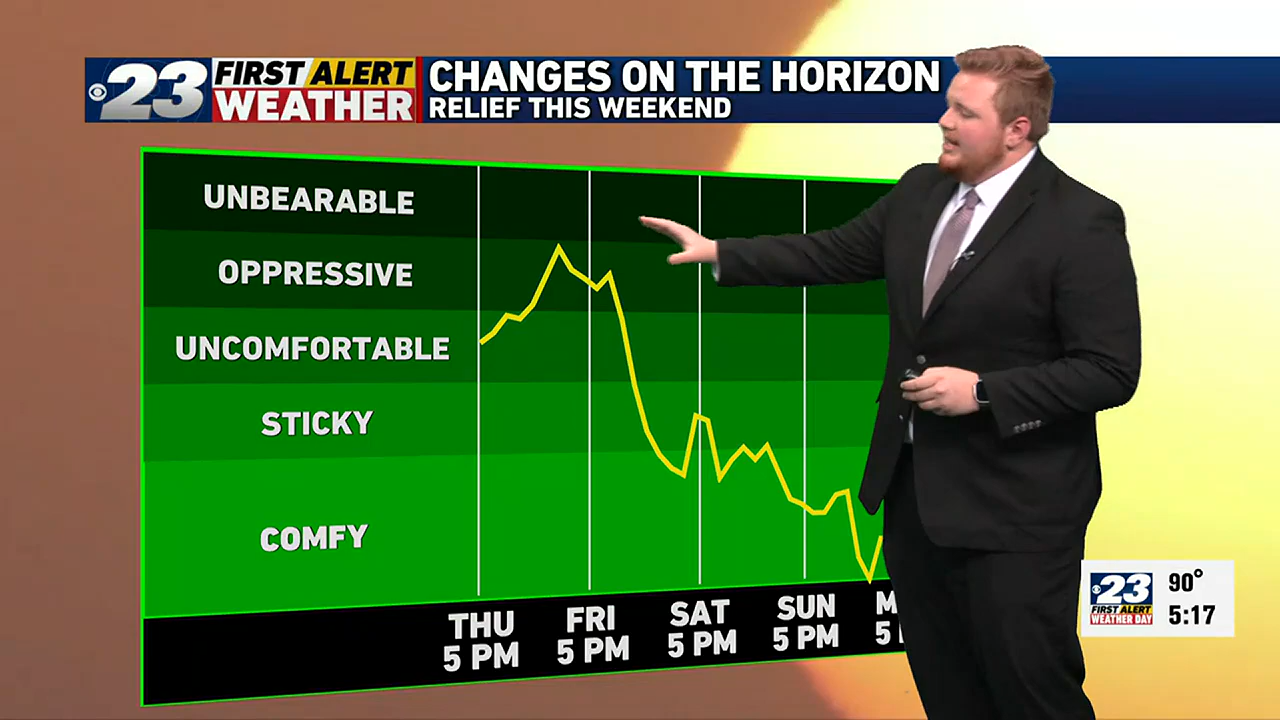 23
FIRST ALERT
WEATHER
CHANGES ON THE HORIZON
RELIEF THIS WEEKEND
UNBEARABLE
OPPRESSIVE
UNCOMFORTABLE
STICKY
COMFY
THU
5 PM
FRI
5 PM
SAT
5 PM
SUN
5 PM
M
5
23
FIRST ALERT
WEATHER DAY
90°
5:17